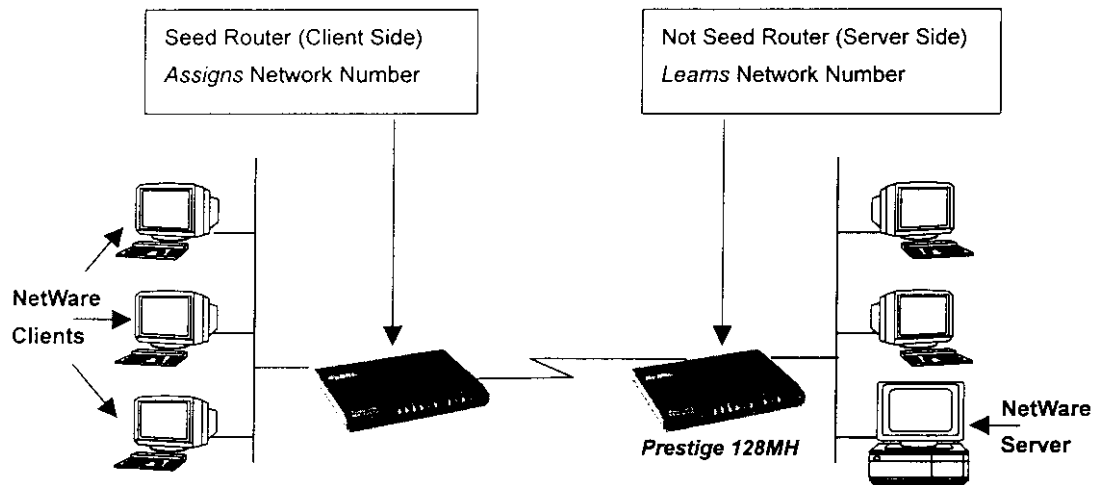 Seed Router (Client Side)
Assigns Network Number
Not Seed Router (Server Side)
Learns Network Number
NetWare
Clients
Prestige 128MH
NetWare
Server